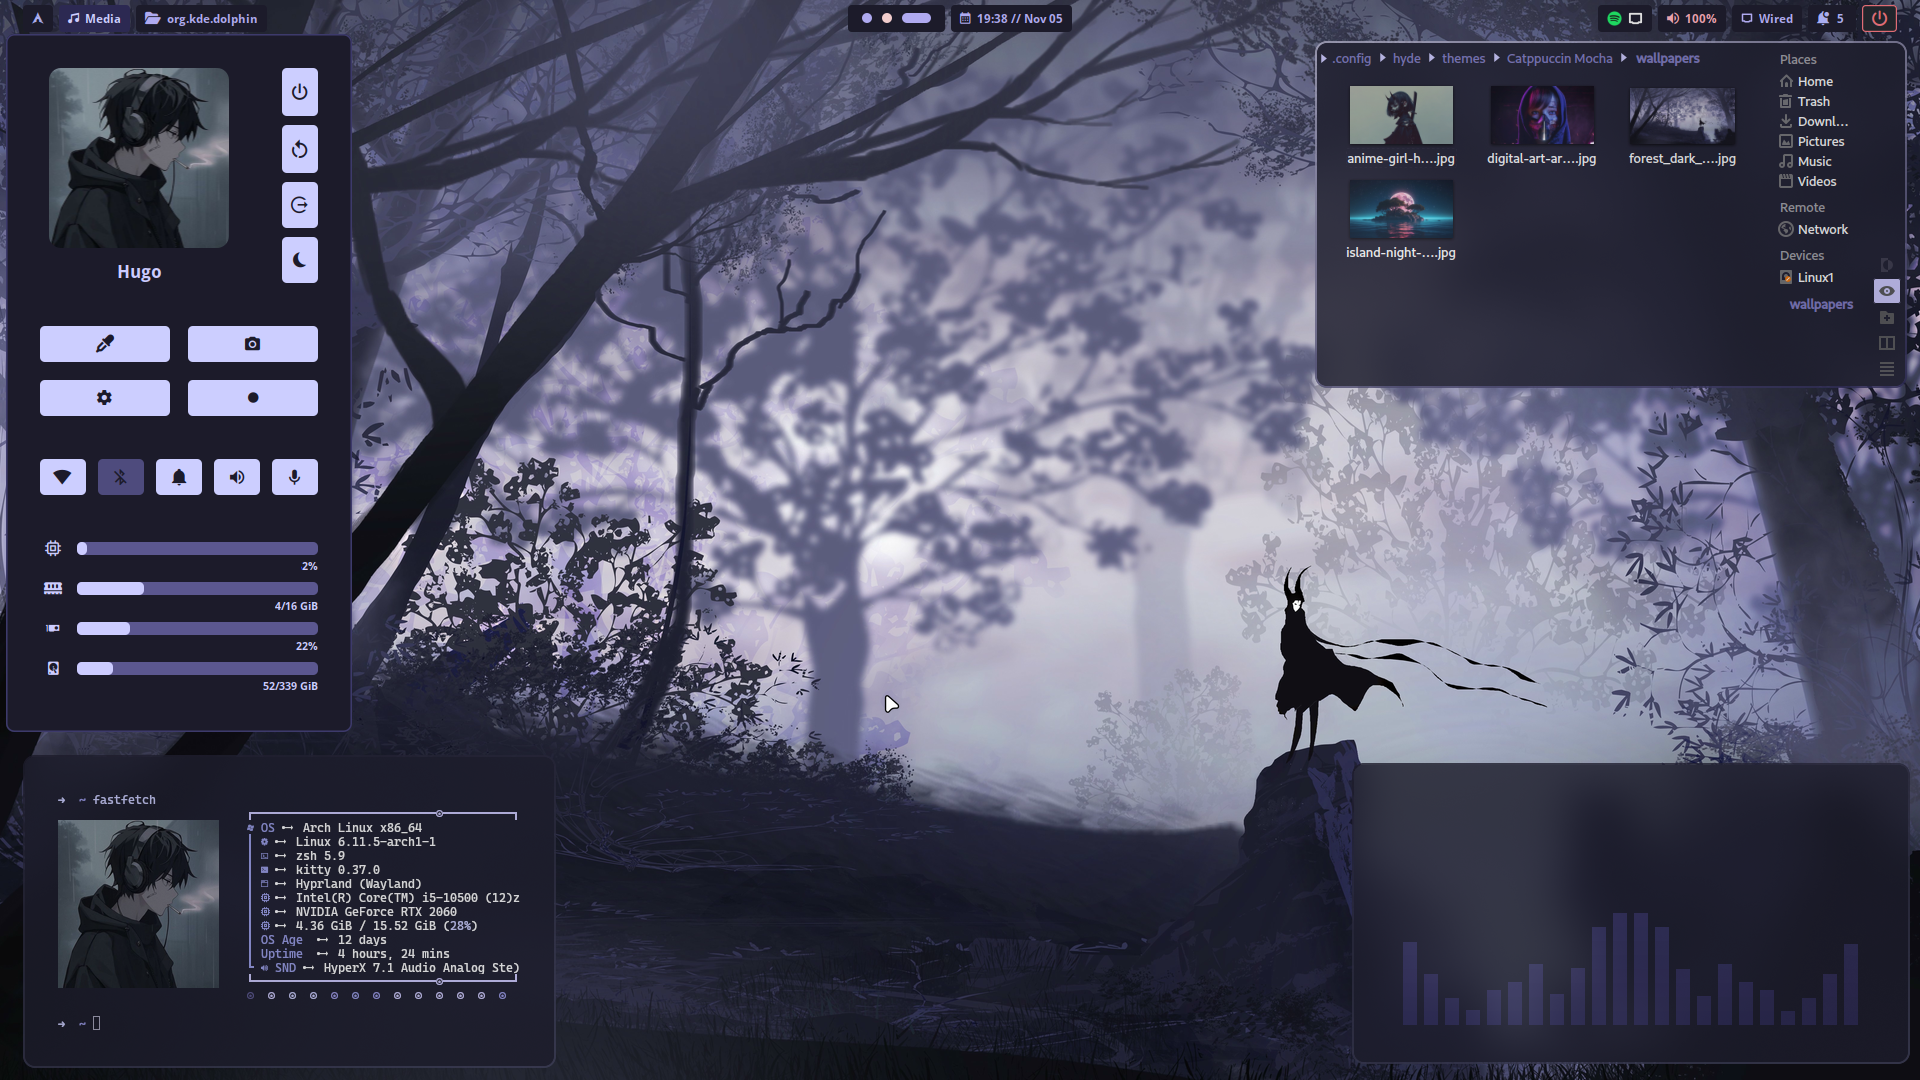 Media
org.kde.dolphin
19:38 // Nov 05
100%
Wired
5
Hugo
2%
4/16 GiB
22%
52/339 GiB
.config
hyde
themes
Catppuccin Mocha
wallpapers
anime-girl-h....jpg
digital-art-ar....jpg
forest_dark_....jpg
island-night-....jpg
Places
Home
Trash
Downl...
Pictures
Music
Videos
Remote
Network
Devices
Linux1
wallpapers
➜ ~ fastfetch
OS Arch Linux x86_64
Linux 6.11.5-arch1-1
zsh 5.9
kitty 0.37.0
Hyprland (Wayland)
Intel(R) Core(TM) i5-10500 (12)z
NVIDIA GeForce RTX 2060
4.36 GiB / 15.52 GiB (28%)
OS Age 12 days
Uptime 4 hours, 24 mins
SND HyperX 7.1 Audio Analog Ste)
➜ ~